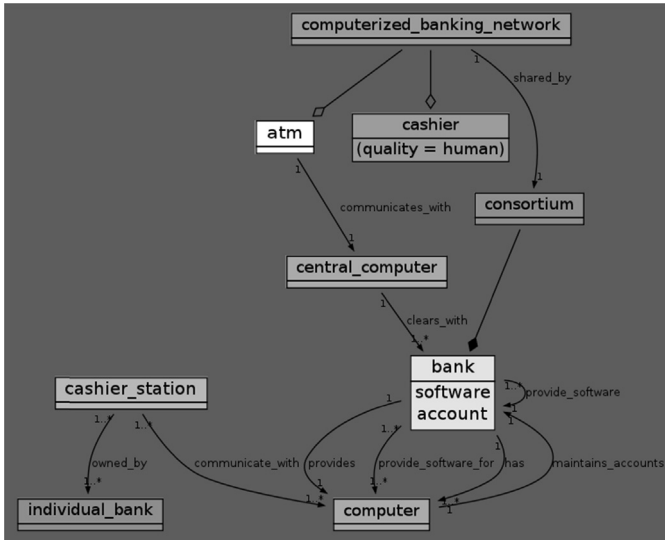 computerized_banking_network
1
shared_by
atm
cashier
(quality = human)
1
1
consortium
communicates_with
1
central_computer
1
clears_with
1..*
bank
cashier_station
software
account
1..*
provide_software
1
1
1
1..*
1..*
1..*
1
owned_by
communicate_with
provides
provide_software_for
has
maintains_accounts
1..*
1
1..*
1..*
1..*
1
individual_bank
computer